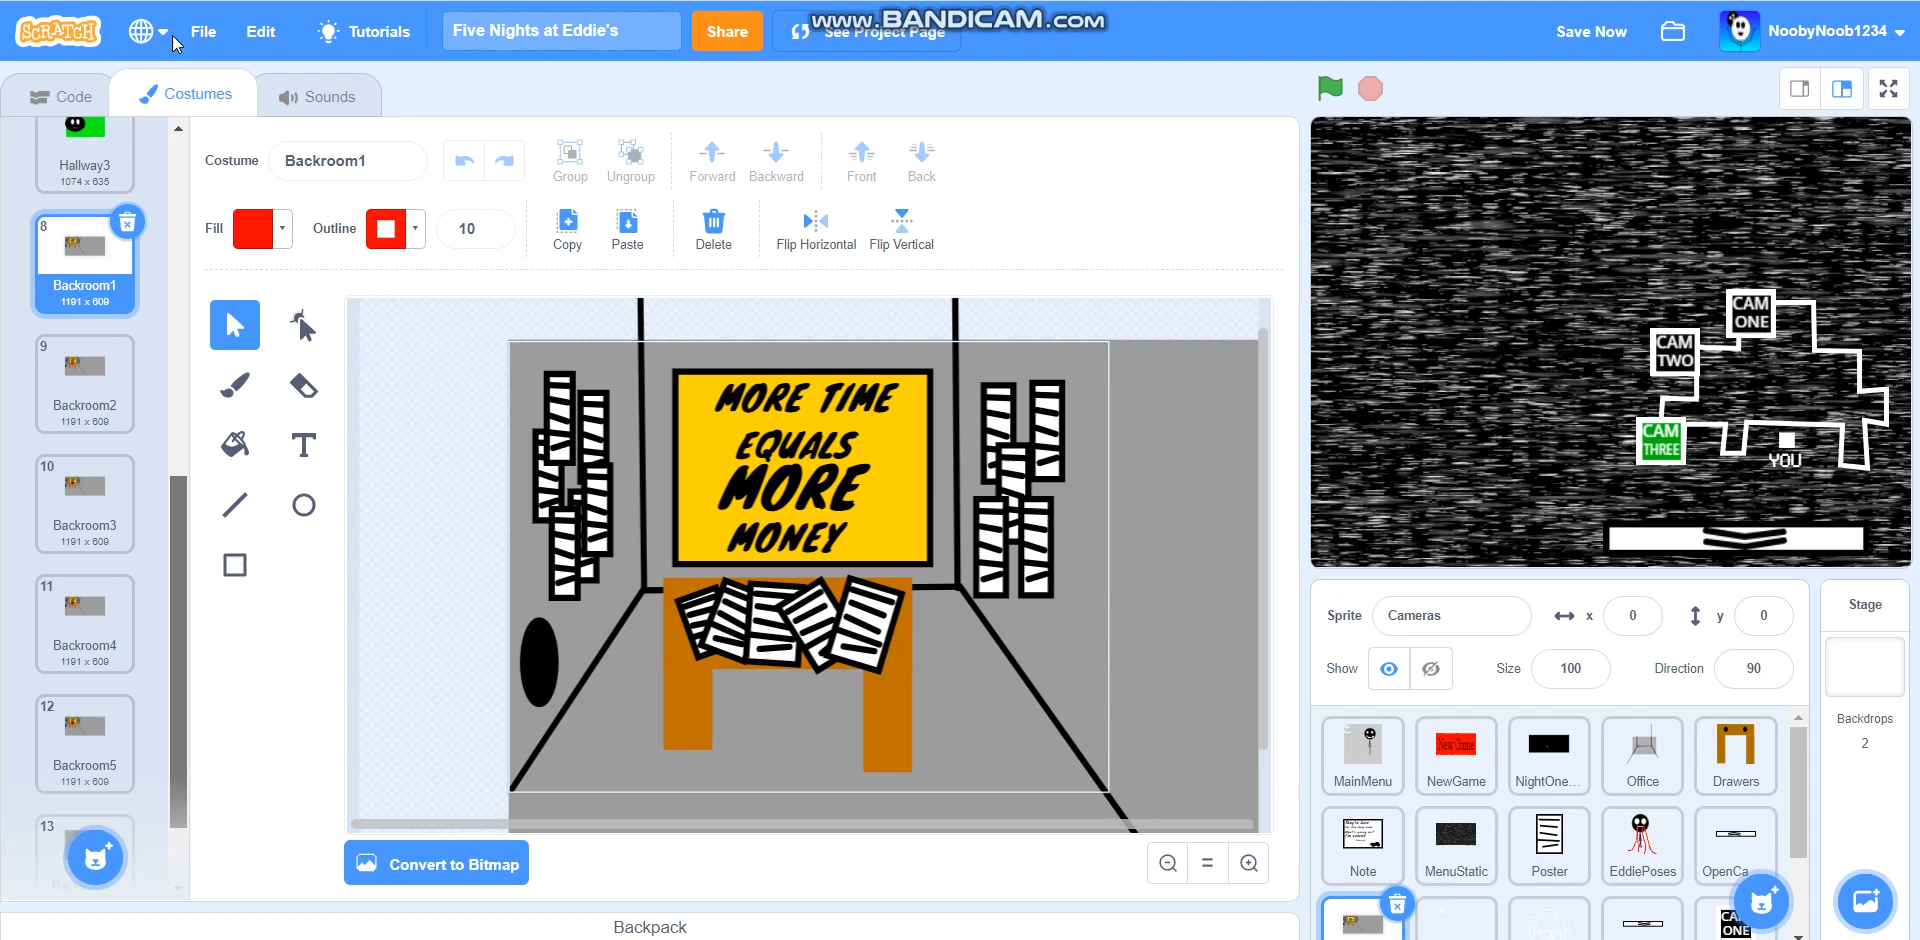 SCRATCH
File
Edit
Tutorials
Five Nights at Eddie's
Share
See Project Page
www.BANDICAM.com
Save Now
NoobyNoob1234
Code
Costumes
Sounds
Hallway3
1074 x 635
8
Backroom1
1191 x 609
9
Backroom2
1191 x 609
10
Backroom3
1191 x 609
11
Backroom4
1191 x 609
12
Backroom5
1191 x 609
13
Costume
Backroom1
Group
Ungroup
Forward
Backward
Front
Back
Fill
Outline
10
Copy
Paste
Delete
Flip Horizontal
Flip Vertical
MORE TIME
EQUALS
MORE
MONEY
Convert to Bitmap
Backpack
CAM
ONE
CAM
TWO
CAM
THREE
YOU
Sprite
Cameras
x
0
y
0
Show
Size
100
Direction
90
Stage
Backdrops
2
New Game
MainMenu
NewGame
NightOne...
Office
Drawers
Note
MenuStatic
Poster
EddiePoses
OpenCa
ONE